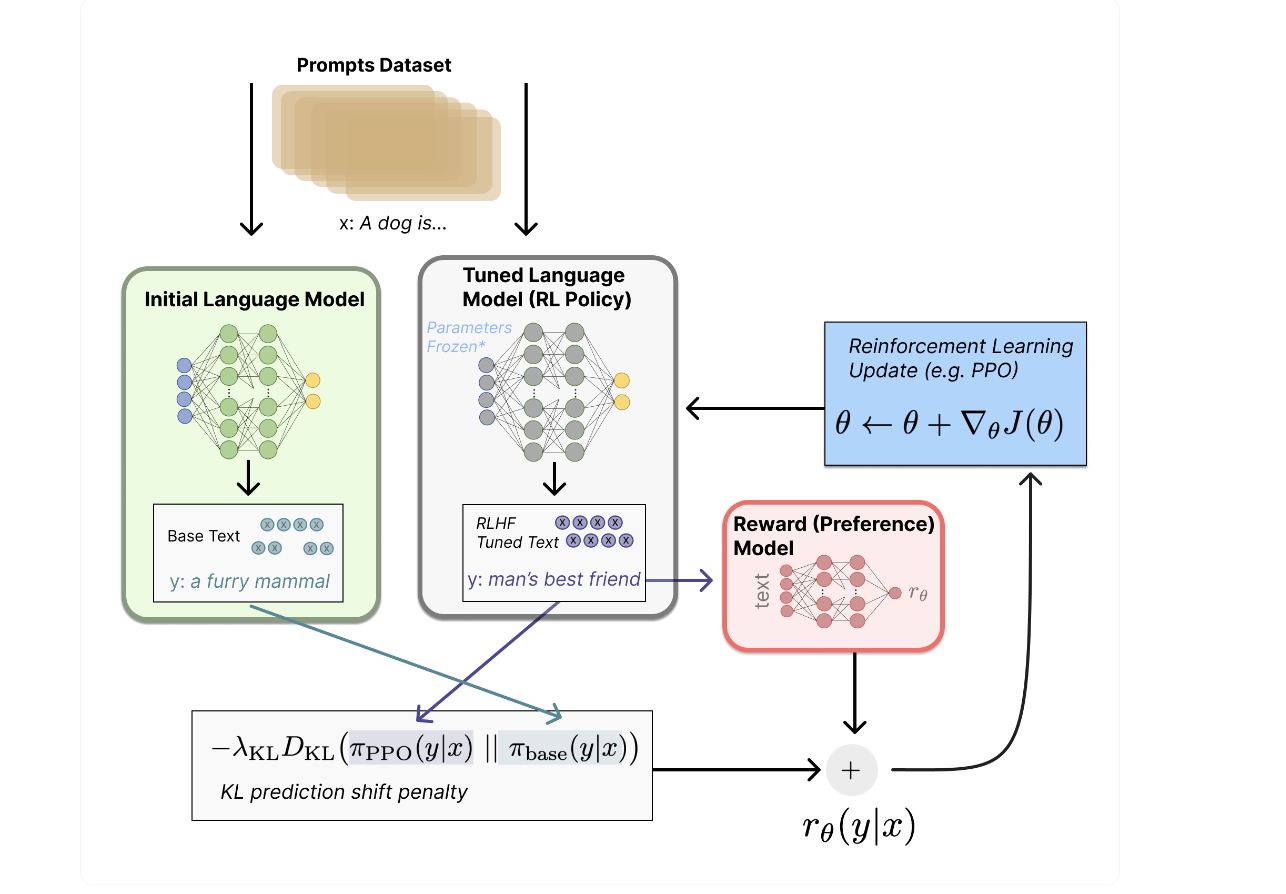 Prompts Dataset
x: A dog is...
Initial Language Model
Base Text
x x x x
x x x x
y: a furry mammal
Tuned Language
Model (RL Policy)
Parameters
Frozen*
RLHF
Tuned Text
x x x x
x x x x
y: man's best friend
Reinforcement Learning
Update (e.g. PPO)
θ ← θ + ∇θJ(θ)
Reward (Preference)
Model
text
rθ
−λKL DKL(πPPO(y|x) || πbase(y|x))
KL prediction shift penalty
+
rθ(y|x)